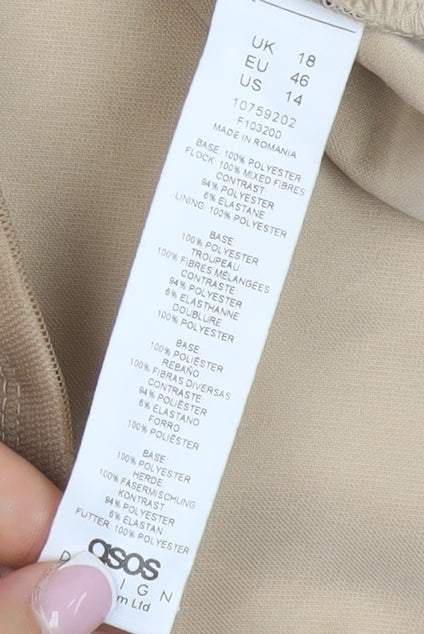 UK 18
EU 46
US 14
10759202
F103200
MADE IN ROMANIA
BASE: 100% POLYESTER
FLOCK: 100% MIXED FIBRES
CONTRAST
94% POLYESTER
6% ELASTANE
LINING: 100% POLYESTER
BASE:
100% POLYESTER
TROUPEAU:
100% FIBRES MÉLANGÉES
CONTRASTE:
94% POLYESTER
6% ÉLASTHANNE
DOUBLURE:
100% POLYESTER
BASE:
100% POLIÉSTER
REBAÑO:
100% FIBRAS DIVERSAS
CONTRASTE:
94% POLIÉSTER
6% ELASTANO
FORRO:
100% POLIÉSTER
BASE:
100% POLYESTER
HERDE:
100% FASERMISCHUNG
KONTRAST:
94% POLYESTER
6% ELASTAN
FUTTER: 100% POLYESTER
asos
D IGN
m Ltd